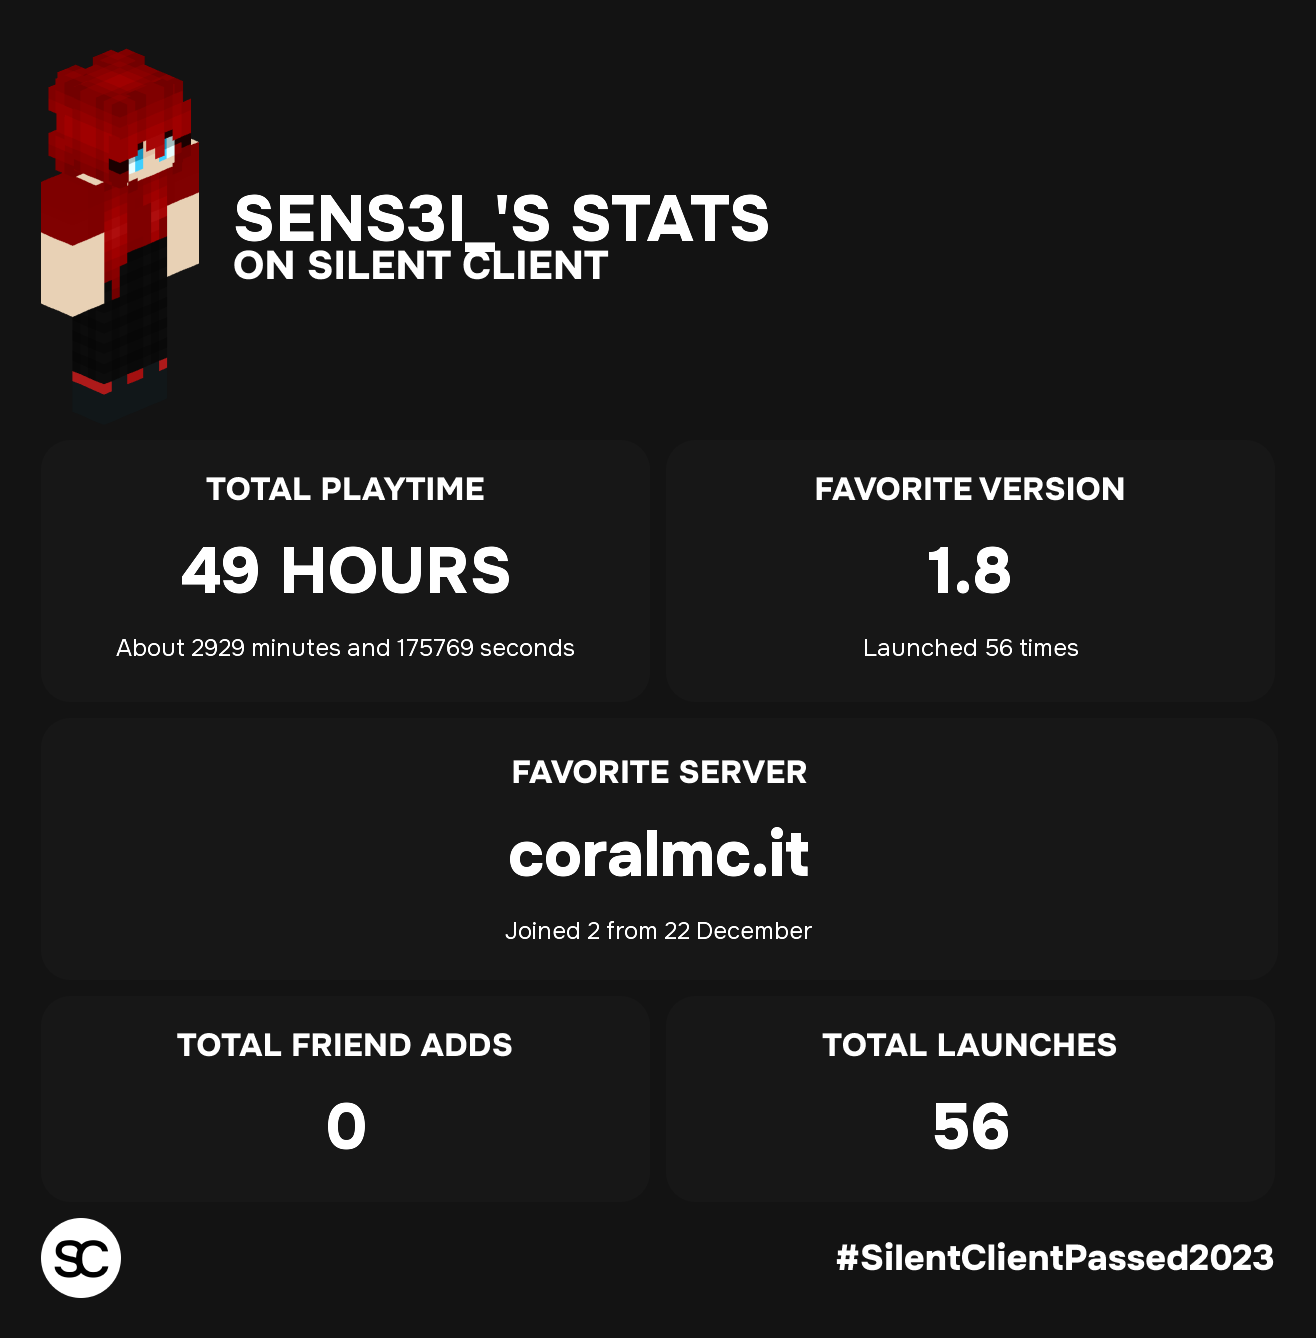 SENS3I_'S STATS
ON SILENT CLIENT
TOTAL PLAYTIME
49 HOURS
About 2929 minutes and 175769 seconds
FAVORITE VERSION
1.8
Launched 56 times
FAVORITE SERVER
coralmc.it
Joined 2 from 22 December
TOTAL FRIEND ADDS
0
TOTAL LAUNCHES
56
SC
#SilentClientPassed2023